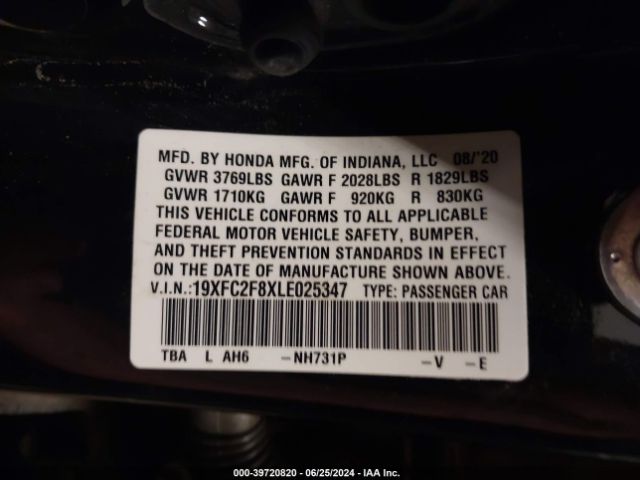 MFD. BY HONDA MFG. OF INDIANA, LLC 08/'20
GVWR 3769LBS GAWR F 2028LBS R 1829LBS
GVWR 1710KG GAWR F 920KG R 830KG
THIS VEHICLE CONFORMS TO ALL APPLICABLE
FEDERAL MOTOR VEHICLE SAFETY, BUMPER,
AND THEFT PREVENTION STANDARDS IN EFFECT
ON THE DATE OF MANUFACTURE SHOWN ABOVE.
V.I.N.:19XFC2F8XLE025347 TYPE: PASSENGER CAR
TBA L AH6 -NH731P -V -E
000-39720820 - 06/25/2024 - IAA Inc.